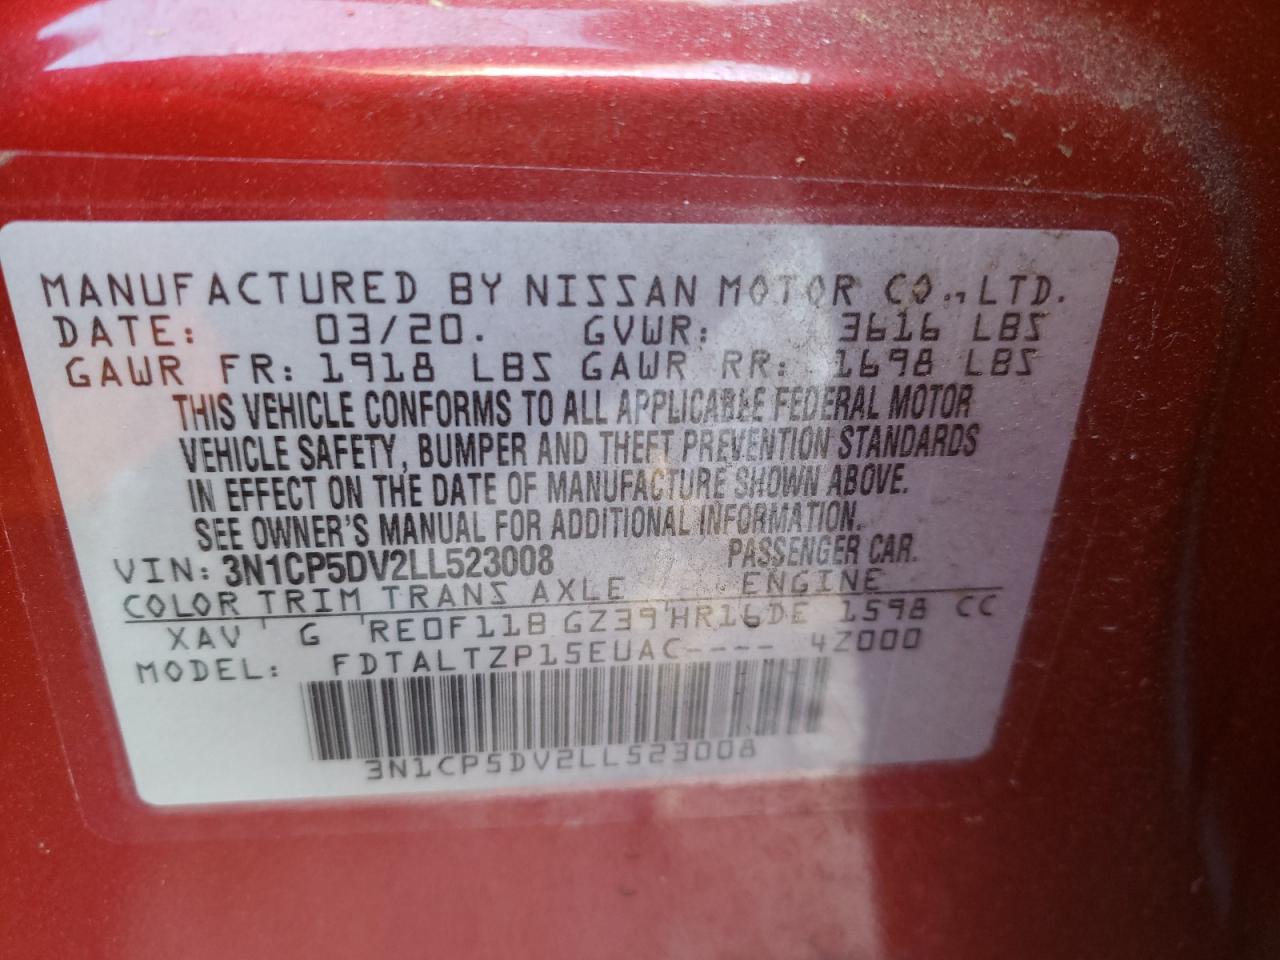 MANUFACTURED BY NISSAN MOTOR CO., LTD.
DATE: 03/20. GVWR: 3616 LBS
GAWR FR: 1918 LBS GAWR RR: 1698 LBS
THIS VEHICLE CONFORMS TO ALL APPLICABLE FEDERAL MOTOR
VEHICLE SAFETY, BUMPER AND THEFT PREVENTION STANDARDS
IN EFFECT ON THE DATE OF MANUFACTURE SHOWN ABOVE.
SEE OWNER'S MANUAL FOR ADDITIONAL INFORMATION.
VIN: 3N1CP5DV2LL523008 PASSENGER CAR.
COLOR TRIM TRANS AXLE ENGINE
XAV ' G 'RE0F11B GZ39'HR16DE 1598 CC
MODEL: FDTALTZP15EUAC---- 4Z000
3N1CP5DV2LL523008